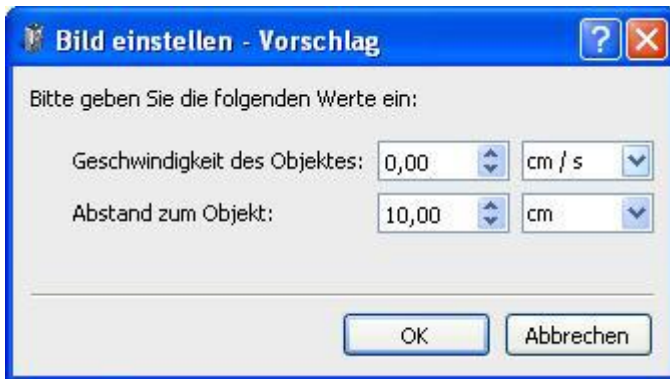 Bild einstellen - Vorschlag
Bitte geben Sie die folgenden Werte ein:
Geschwindigkeit des Objektes: 0,00 cm / s
Abstand zum Objekt: 10,00 cm
OK Abbrechen